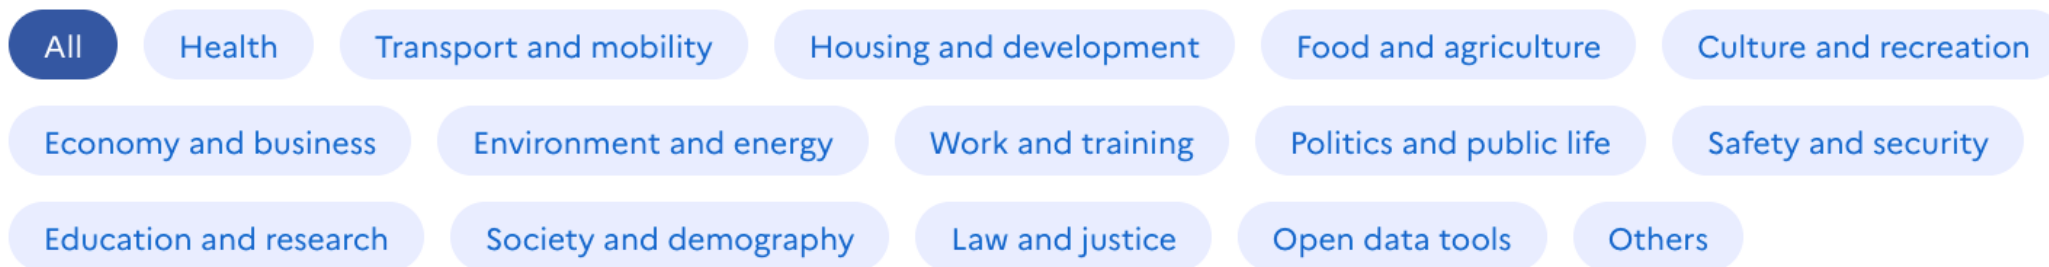 All Health Transport and mobility Housing and development Food and agriculture Culture and recreation
Economy and business Environment and energy Work and training Politics and public life Safety and security
Education and research Society and demography Law and justice Open data tools Others